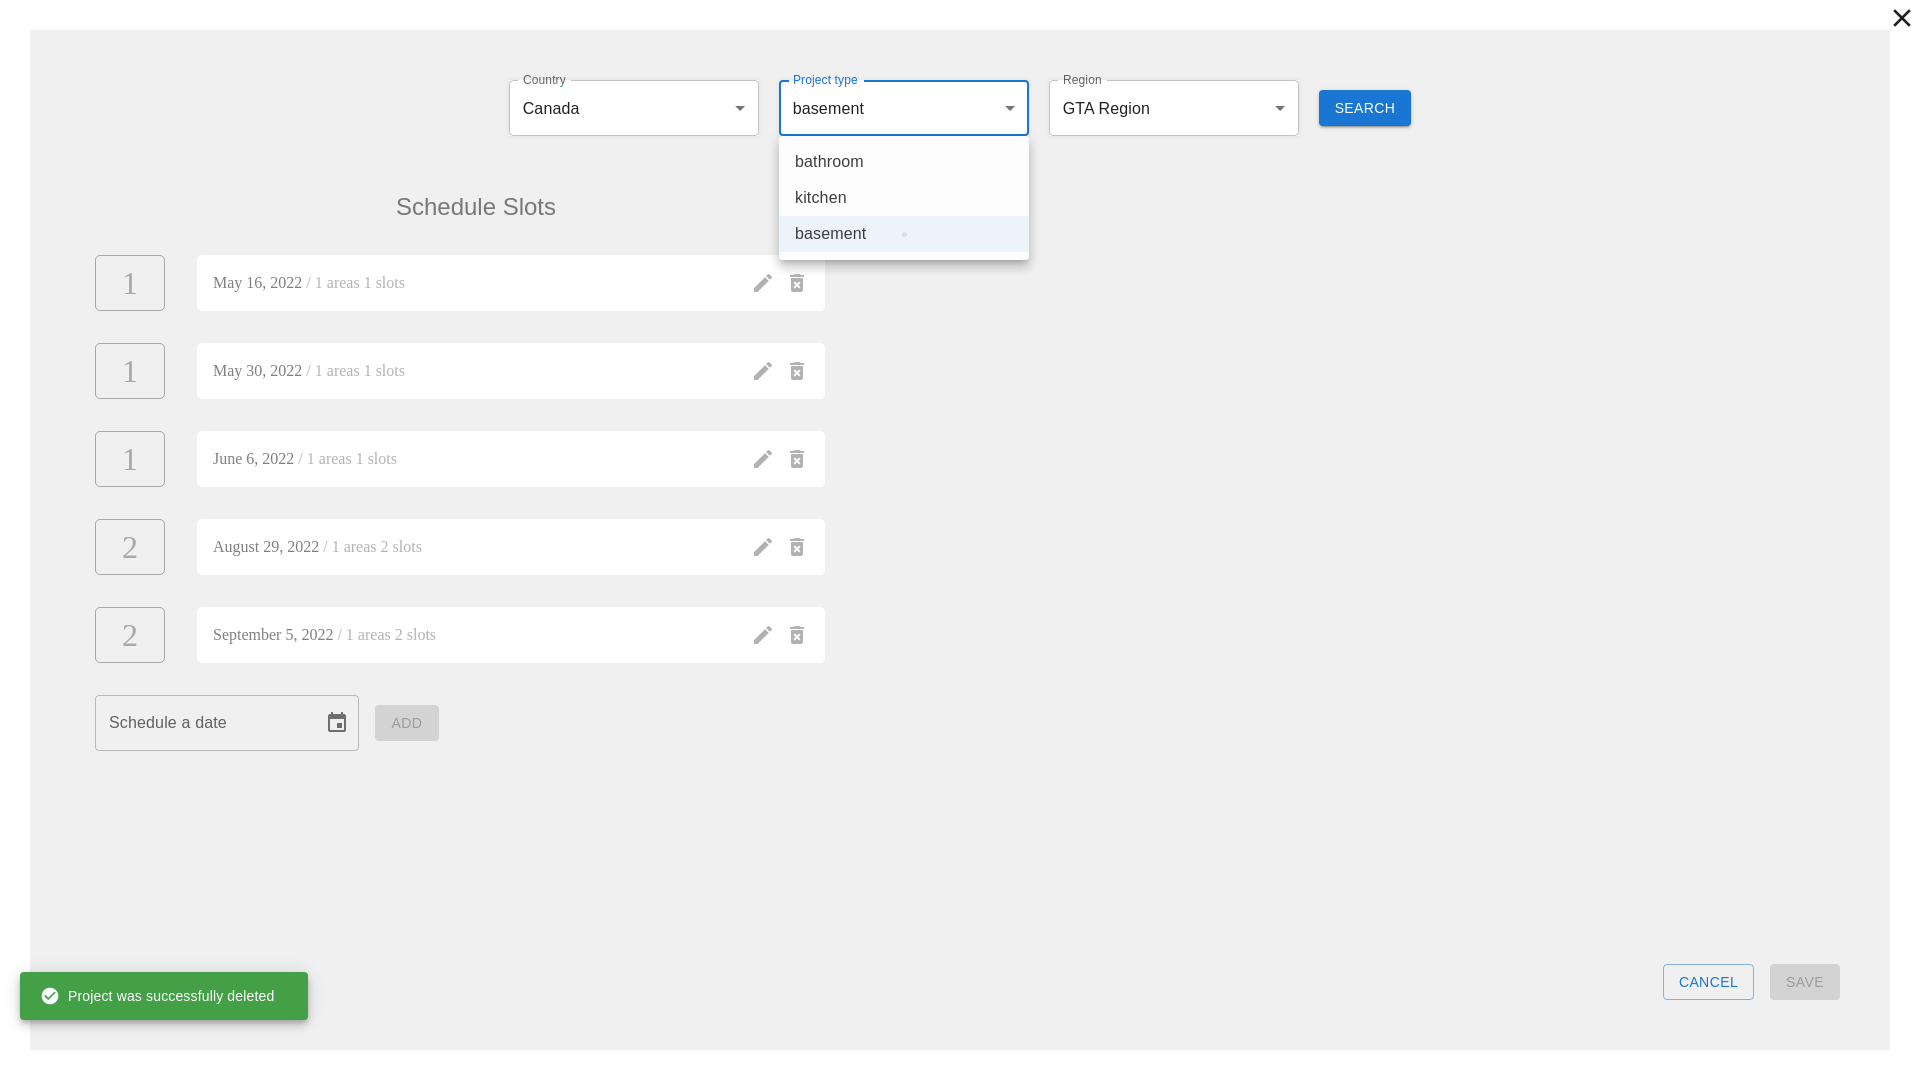 Country
Canada
Project type
basement
Region
GTA Region
SEARCH
bathroom
kitchen
basement
Schedule Slots
1
May 16, 2022 / 1 areas 1 slots
1
May 30, 2022 / 1 areas 1 slots
1
June 6, 2022 / 1 areas 1 slots
2
August 29, 2022 / 1 areas 2 slots
2
September 5, 2022 / 1 areas 2 slots
Schedule a date
ADD
CANCEL
SAVE
Project was successfully deleted